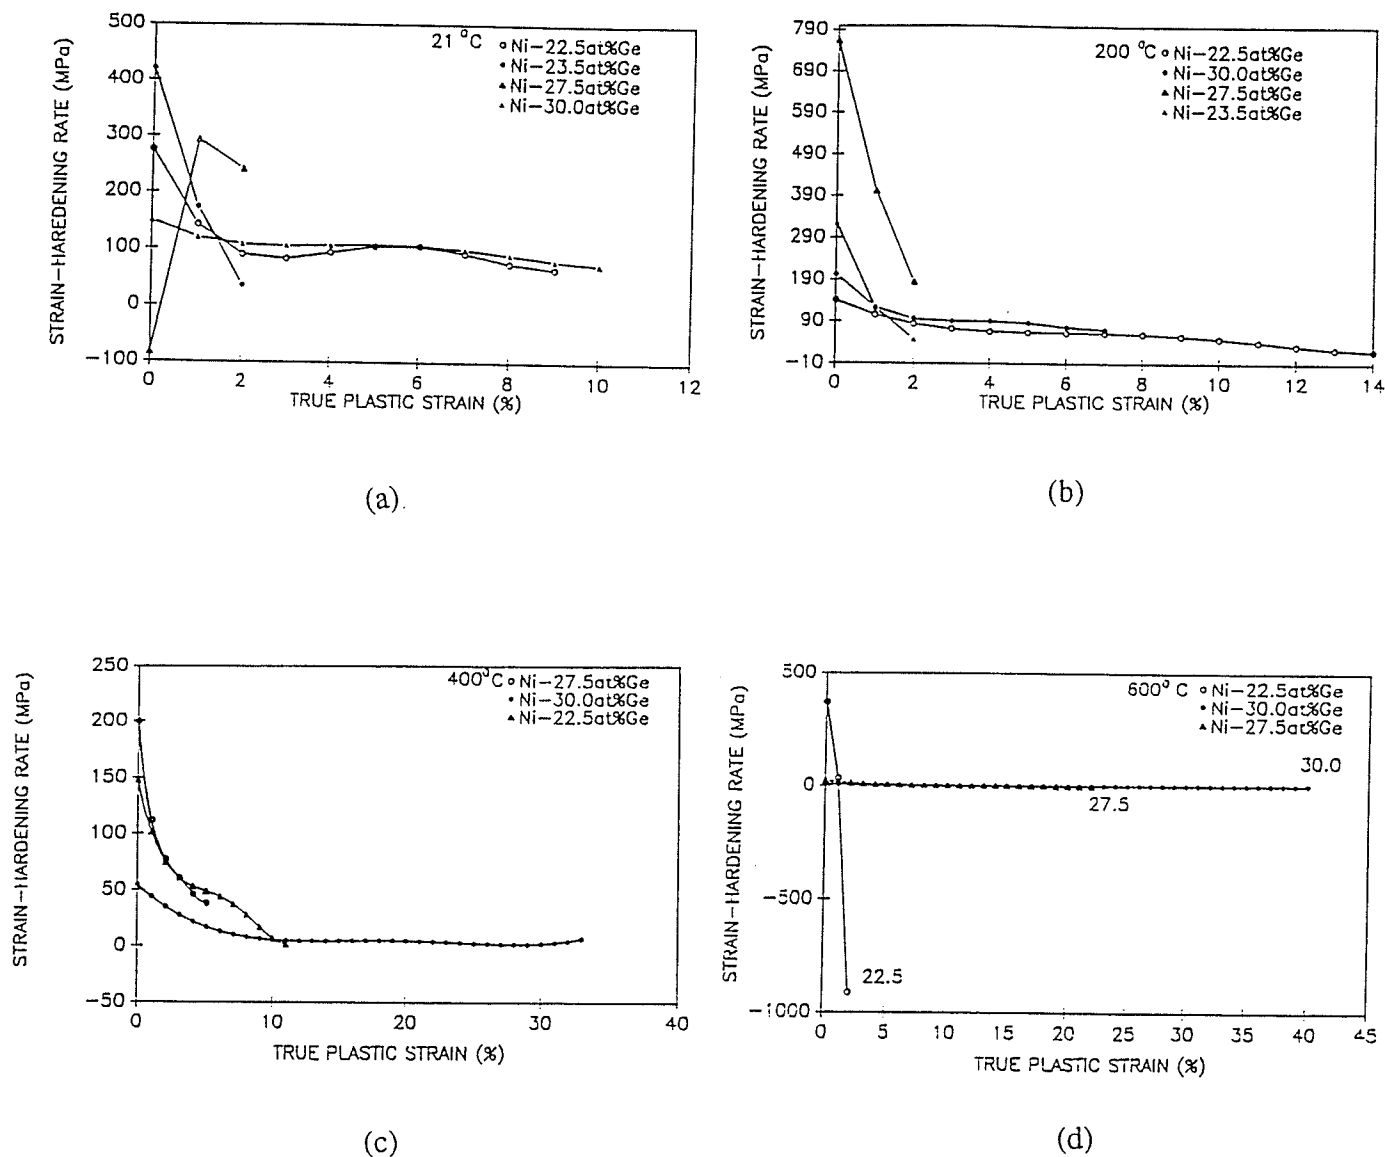 500
400
300
200
100
0
−100
STRAIN−HAREDENING RATE (MPa)
21 °C
Ni−22.5at%Ge
Ni−23.5at%Ge
Ni−27.5at%Ge
Ni−30.0at%Ge
0 2 4 6 8 10 12
TRUE PLASTIC STRAIN (%)
(a)
790
690
590
490
390
290
190
90
−10
STRAIN−HARDENING RATE (MPa)
200 °C
Ni−22.5at%Ge
Ni−30.0at%Ge
Ni−27.5at%Ge
Ni−23.5at%Ge
0 2 4 6 8 10 12 14
TRUE PLASTIC STRAIN (%)
(b)
250
200
150
100
50
0
−50
STRAIN−HARDENING RATE (MPa)
400°C
Ni−27.5at%Ge
Ni−30.0at%Ge
Ni−22.5at%Ge
0 10 20 30 40
TRUE PLASTIC STRAIN (%)
(c)
500
0
−500
−1000
STRAIN−HARDENING RATE (MPa)
600° C
Ni−22.5at%Ge
Ni−30.0at%Ge
Ni−27.5at%Ge
30.0
27.5
22.5
0 5 10 15 20 25 30 35 40 45
TRUE PLASTIC STRAIN (%)
(d)